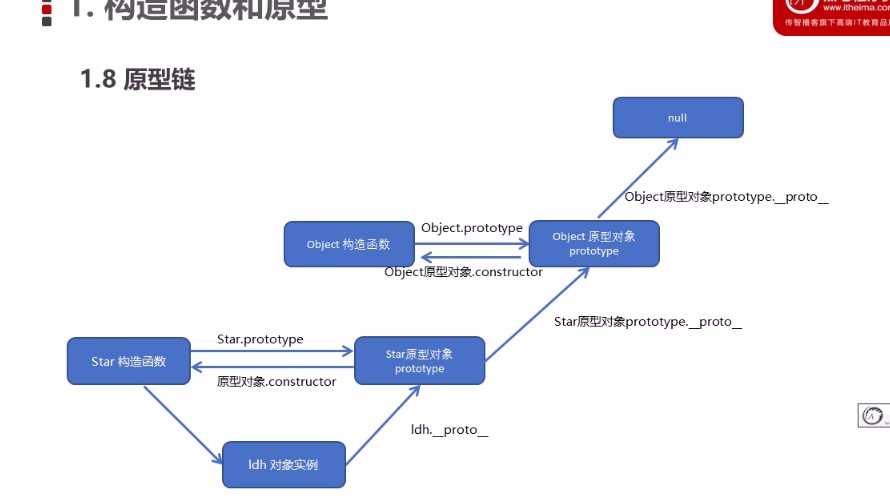 1. 构造函数和原型
www.itheima.com
传智播客旗下高端IT教育品牌
1.8 原型链
null
Object原型对象prototype.__proto__
Object 构造函数
Object.prototype
Object 原型对象
prototype
Object原型对象.constructor
Star原型对象prototype.__proto__
Star 构造函数
Star.prototype
Star原型对象
prototype
原型对象.constructor
ldh.__proto__
ldh 对象实例